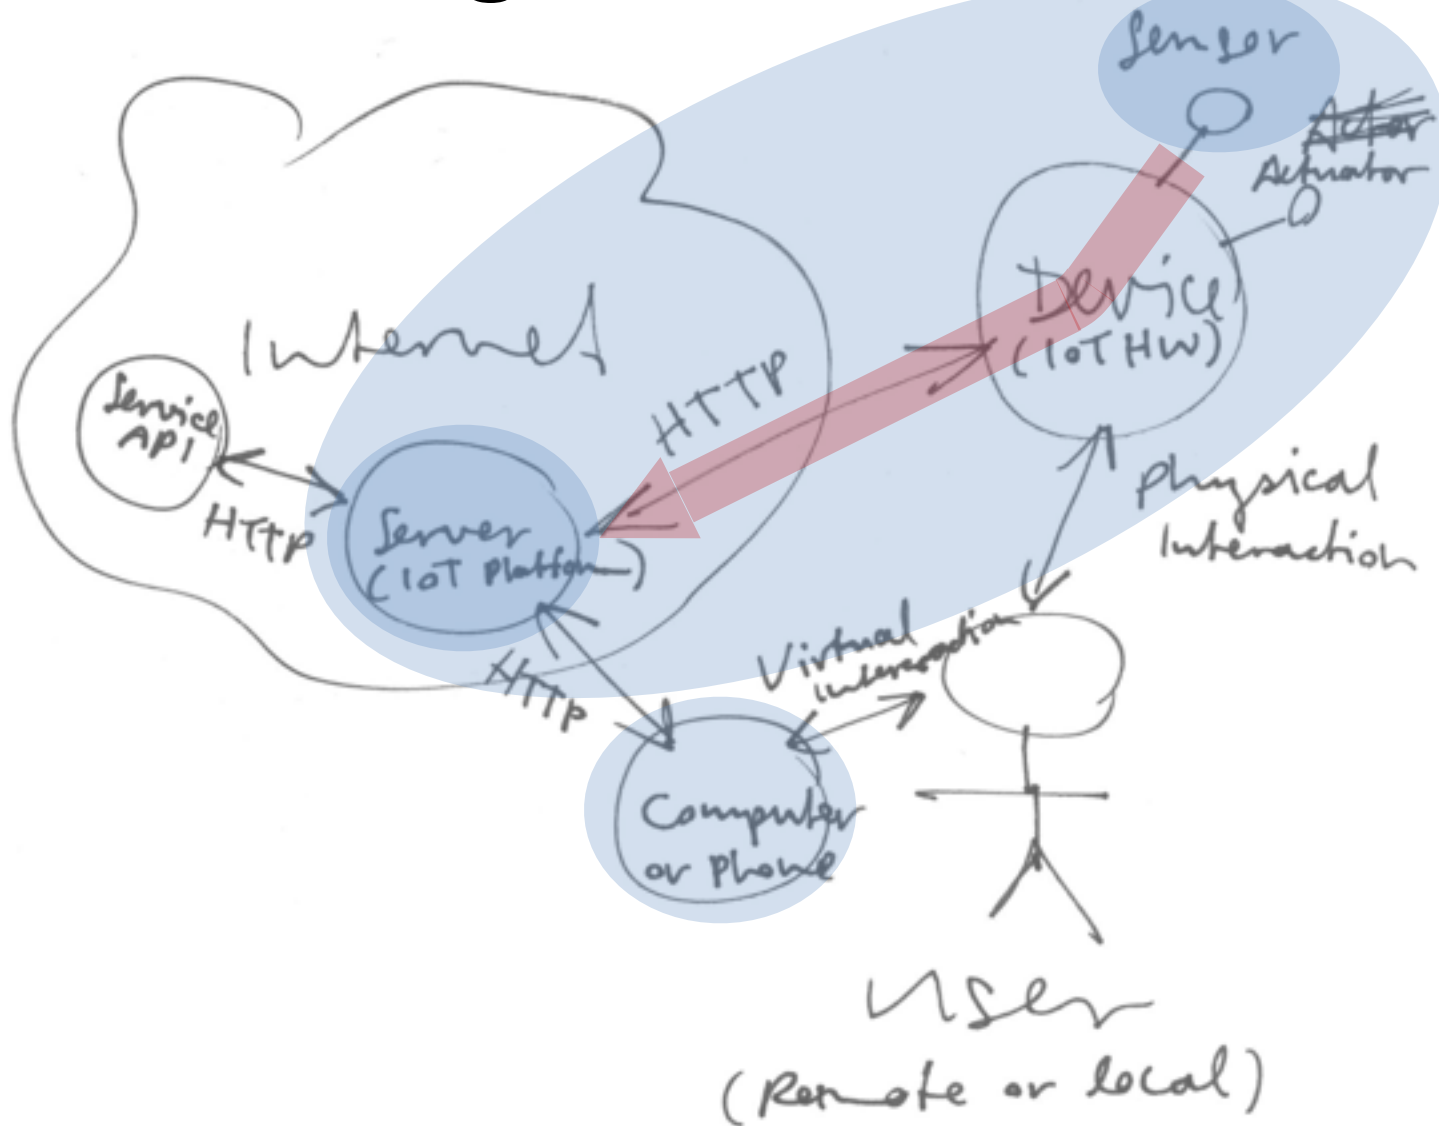 Sensor
Actor
Actuator
Internet
Device
(IoT HW)
HTTP
Service
API
HTTP
Server
(IoT Platform)
Physical
Interaction
HTTP
Virtual
interaction
Computer
or Phone
User
(Remote or local)